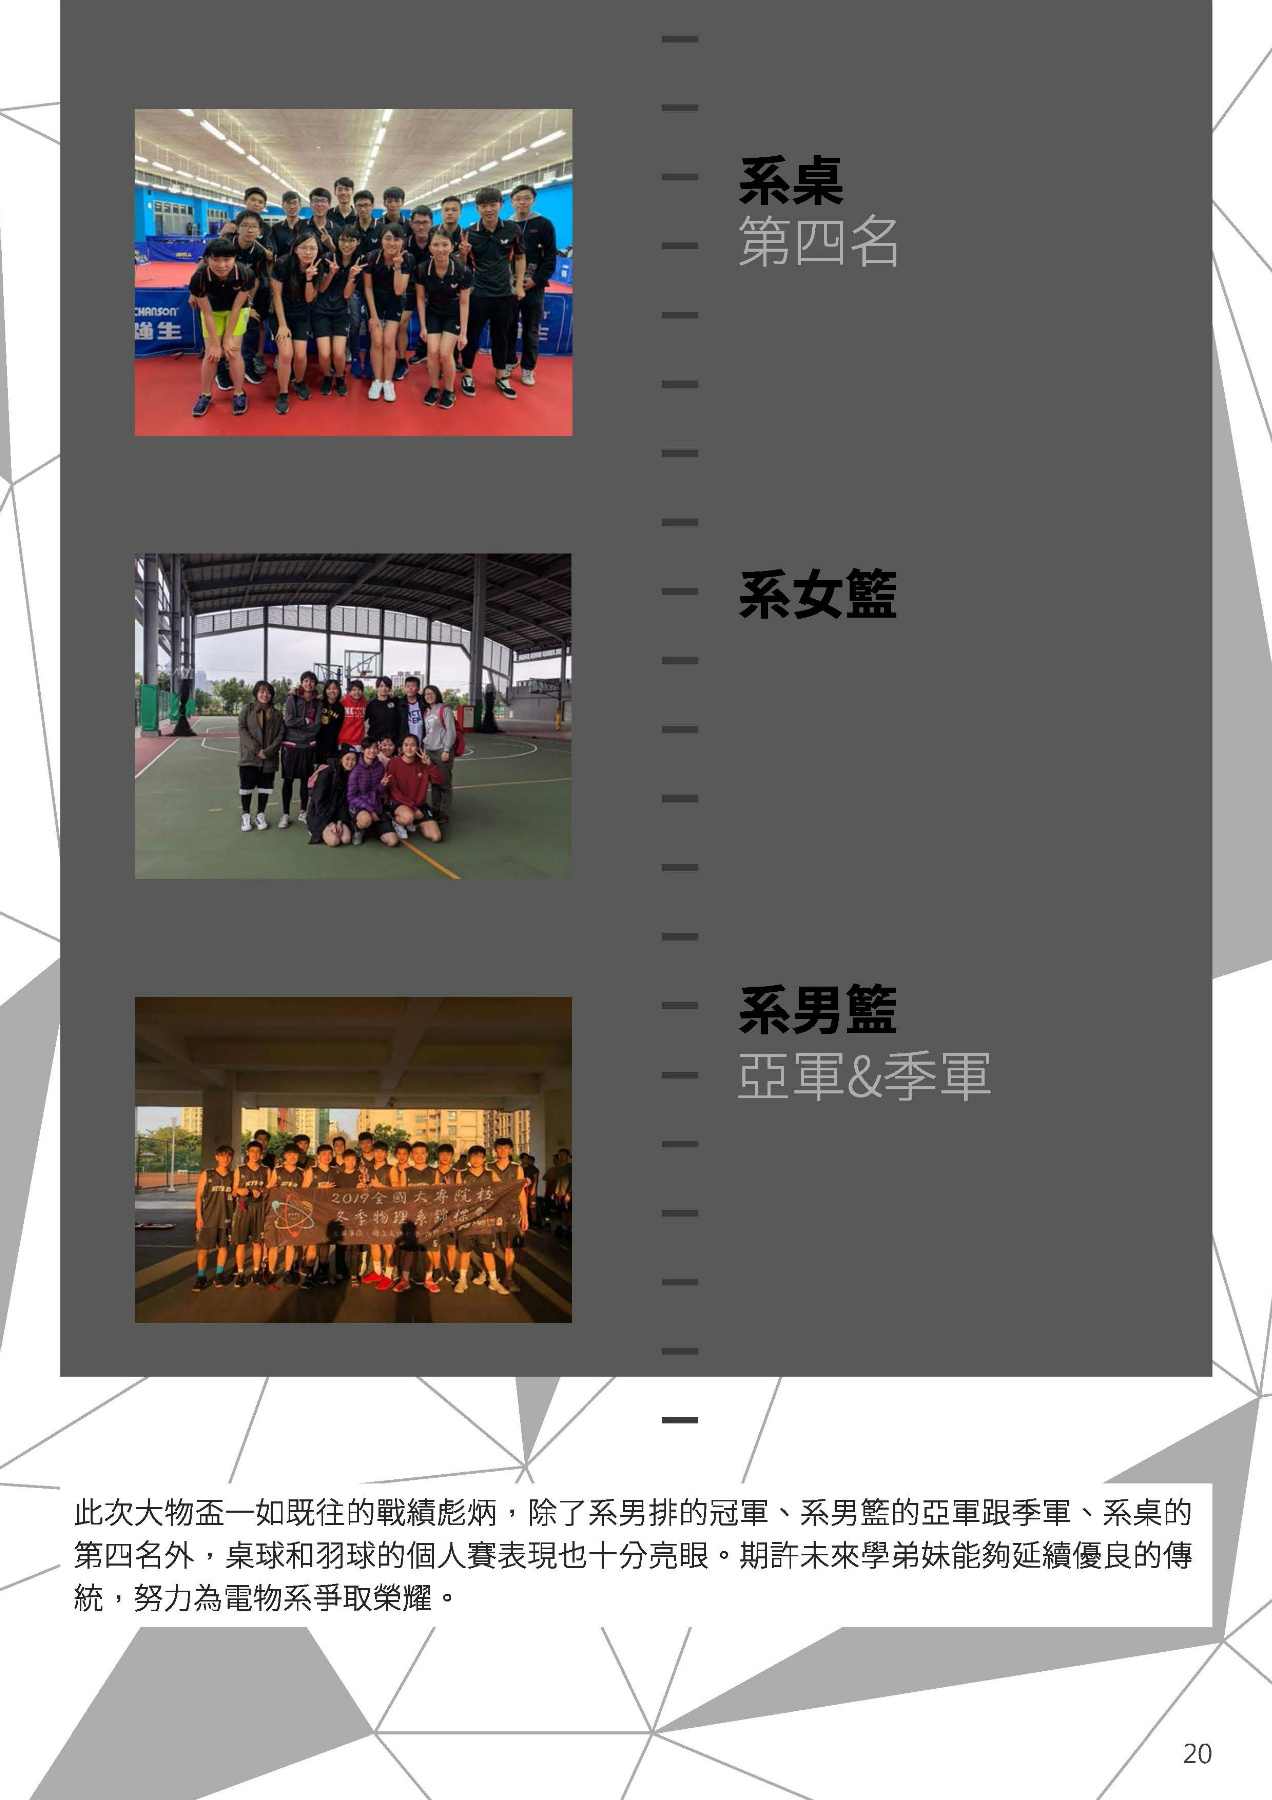 系桌
第四名
CHANSON
強生
系女籃
系男籃
亞軍&季軍
2019全國大專院校
冬季物理系錦標賽
此次大物盃一如既往的戰績彪炳，除了系男排的冠軍、系男籃的亞軍跟季軍、系桌的
第四名外，桌球和羽球的個人賽表現也十分亮眼。期許未來學弟妹能夠延續優良的傳
統，努力為電物系爭取榮耀。
20